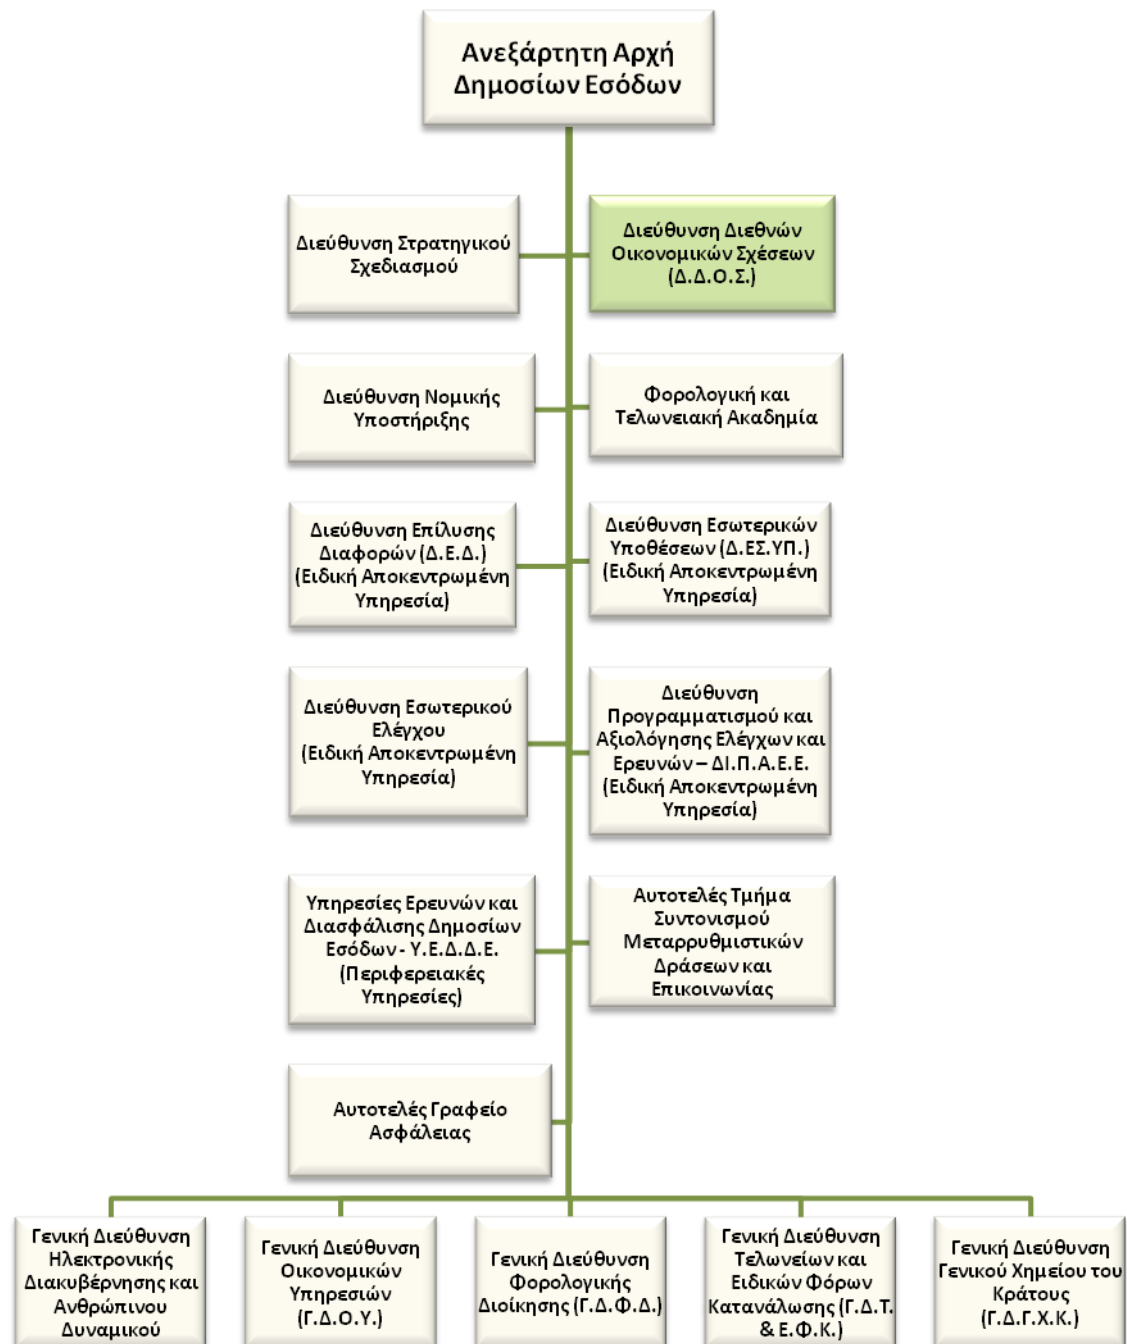 Ανεξάρτητη Αρχή
Δημοσίων Εσόδων
Διεύθυνση Στρατηγικού
Σχεδιασμού
Διεύθυνση Διεθνών
Οικονομικών Σχέσεων
(Δ.Δ.Ο.Σ.)
Διεύθυνση Νομικής
Υποστήριξης
Φορολογική και
Τελωνειακή Ακαδημία
Διεύθυνση Επίλυσης
Διαφορών (Δ.Ε.Δ.)
(Ειδική Αποκεντρωμένη
Υπηρεσία)
Διεύθυνση Εσωτερικών
Υποθέσεων (Δ.ΕΣ.ΥΠ.)
(Ειδική Αποκεντρωμένη
Υπηρεσία)
Διεύθυνση Εσωτερικού
Ελέγχου
(Ειδική Αποκεντρωμένη
Υπηρεσία)
Διεύθυνση
Προγραμματισμού και
Αξιολόγησης Ελέγχων και
Ερευνών – ΔΙ.Π.Α.Ε.Ε.
(Ειδική Αποκεντρωμένη
Υπηρεσία)
Υπηρεσίες Ερευνών και
Διασφάλισης Δημοσίων
Εσόδων - Υ.Ε.Δ.Δ.Ε.
(Περιφερειακές
Υπηρεσίες)
Αυτοτελές Τμήμα
Συντονισμού
Μεταρρυθμιστικών
Δράσεων και
Επικοινωνίας
Αυτοτελές Γραφείο
Ασφάλειας
Γενική Διεύθυνση
Ηλεκτρονικής
Διακυβέρνησης και
Ανθρώπινου
Δυναμικού
Γενική Διεύθυνση
Οικονομικών
Υπηρεσιών
(Γ.Δ.Ο.Υ.)
Γενική Διεύθυνση
Φορολογικής
Διοίκησης (Γ.Δ.Φ.Δ.)
Γενική Διεύθυνση
Τελωνείων και
Ειδικών Φόρων
Κατανάλωσης (Γ.Δ.Τ.
& Ε.Φ.Κ.)
Γενική Διεύθυνση
Γενικού Χημείου του
Κράτους
(Γ.Δ.Γ.Χ.Κ.)